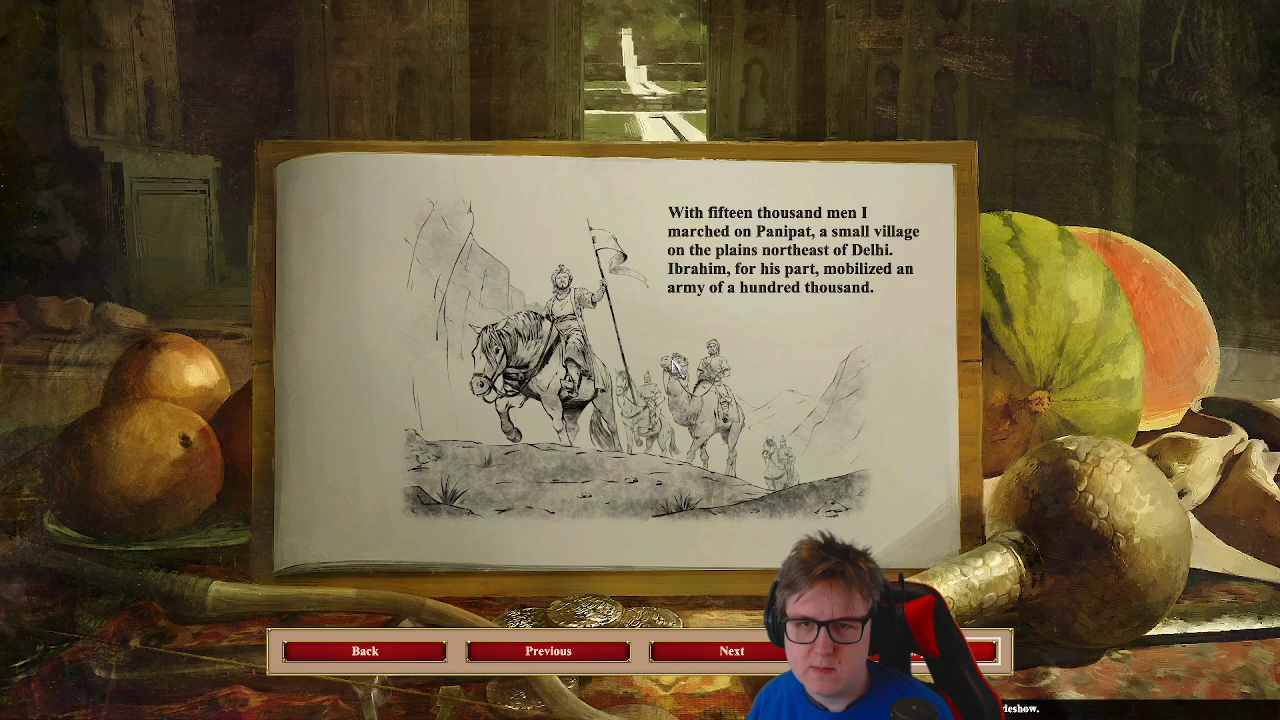 With fifteen thousand men I
marched on Panipat, a small village
on the plains northeast of Delhi.
Ibrahim, for his part, mobilized an
army of a hundred thousand.
Back
Previous
Next